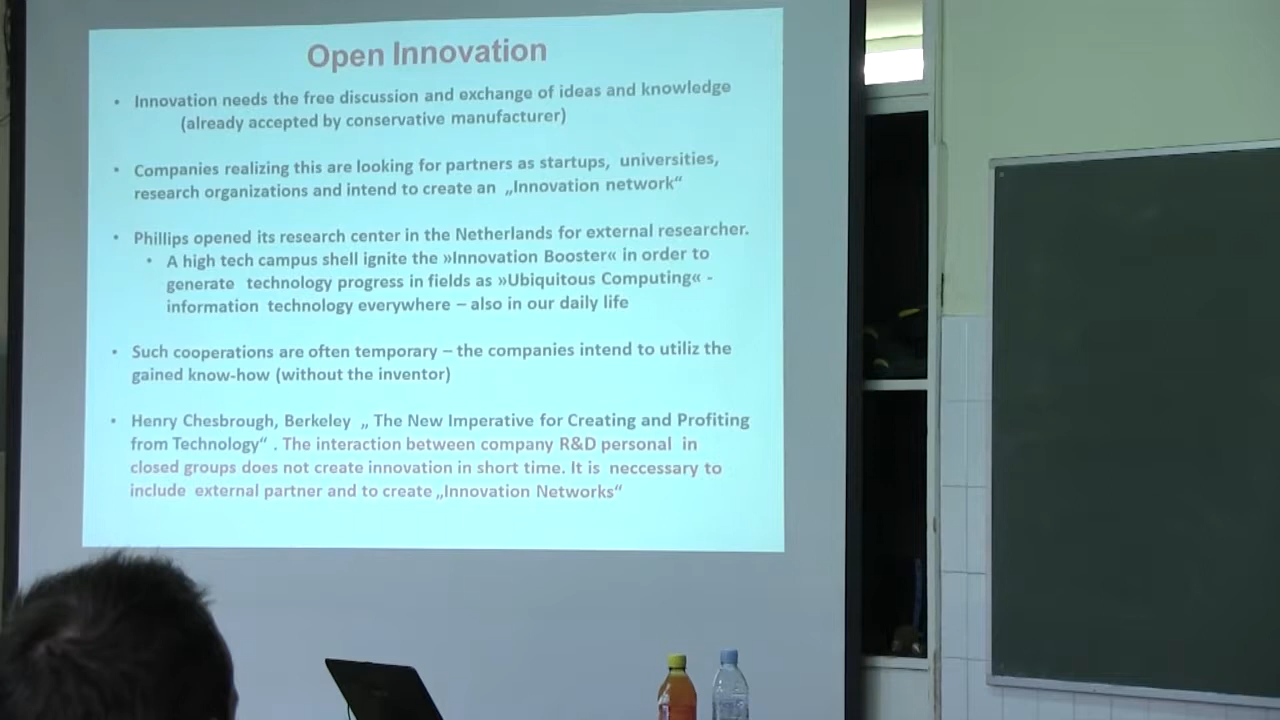 Open Innovation
• Innovation needs the free discussion and exchange of ideas and knowledge
(already accepted by conservative manufacturer)
• Companies realizing this are looking for partners as startups, universities,
research organizations and intend to create an „Innovation network“
• Phillips opened its research center in the Netherlands for external researcher.
• A high tech campus shell ignite the »Innovation Booster« in order to
generate technology progress in fields as »Ubiquitous Computing« -
information technology everywhere – also in our daily life
• Such cooperations are often temporary – the companies intend to utiliz the
gained know-how (without the inventor)
• Henry Chesbrough, Berkeley „ The New Imperative for Creating and Profiting
from Technology“ . The interaction between company R&D personal in
closed groups does not create innovation in short time. It is neccessary to
include external partner and to create „Innovation Networks“